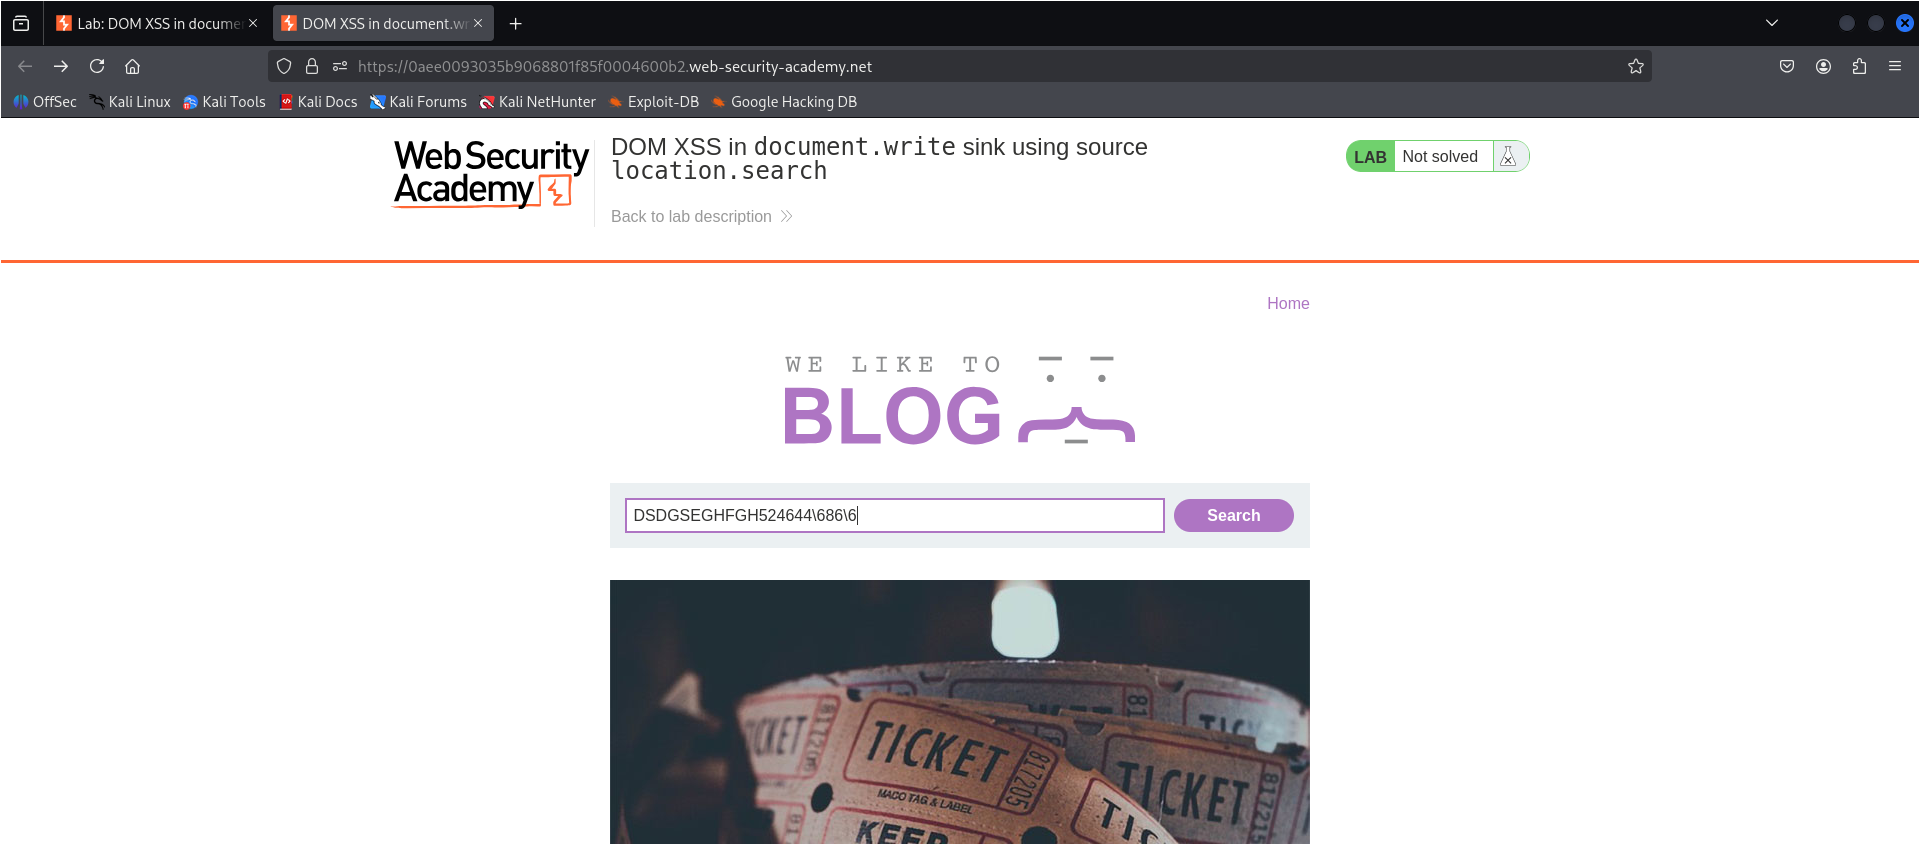 Lab: DOM XSS in docume
DOM XSS in document.wr
https://0aee0093035b9068801f85f0004600b2.web-security-academy.net
OffSec Kali Linux Kali Tools Kali Docs Kali Forums Kali NetHunter Exploit-DB Google Hacking DB
Web Security
Academy
DOM XSS in document.write sink using source
location.search
Back to lab description
LAB Not solved
Home
WE LIKE TO
BLOG
DSDGSEGHFGH524644\686\6
Search
TICKET
817205
MACO TAG & LABEL
KEEP
TICKET
817215